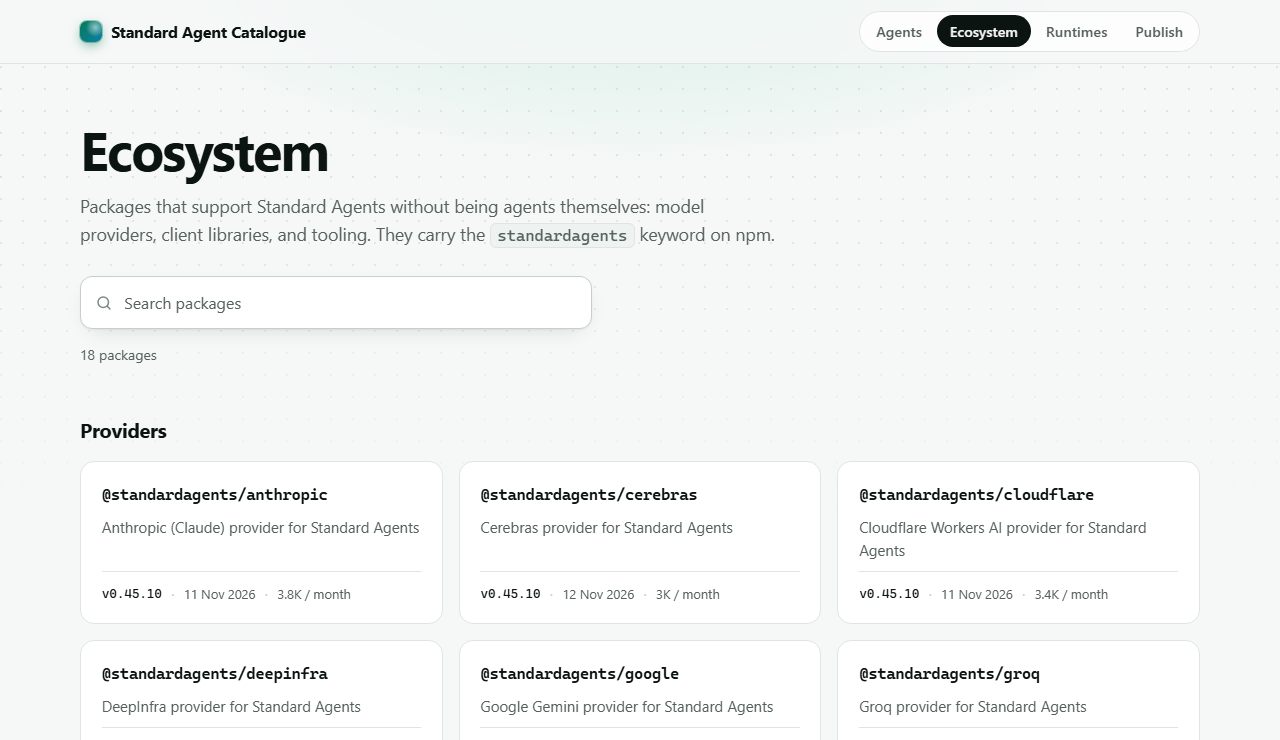 Standard Agent Catalogue
Agents
Ecosystem
Runtimes
Publish
Ecosystem
Packages that support Standard Agents without being agents themselves: model
providers, client libraries, and tooling. They carry the standardagents keyword on npm.
Search packages
18 packages
Providers
@standardagents/anthropic
Anthropic (Claude) provider for Standard Agents
v0.45.10 · 11 Nov 2026 · 3.8K / month
@standardagents/cerebras
Cerebras provider for Standard Agents
v0.45.10 · 12 Nov 2026 · 3K / month
@standardagents/cloudflare
Cloudflare Workers AI provider for Standard
Agents
v0.45.10 · 11 Nov 2026 · 3.4K / month
@standardagents/deepinfra
DeepInfra provider for Standard Agents
@standardagents/google
Google Gemini provider for Standard Agents
@standardagents/groq
Groq provider for Standard Agents